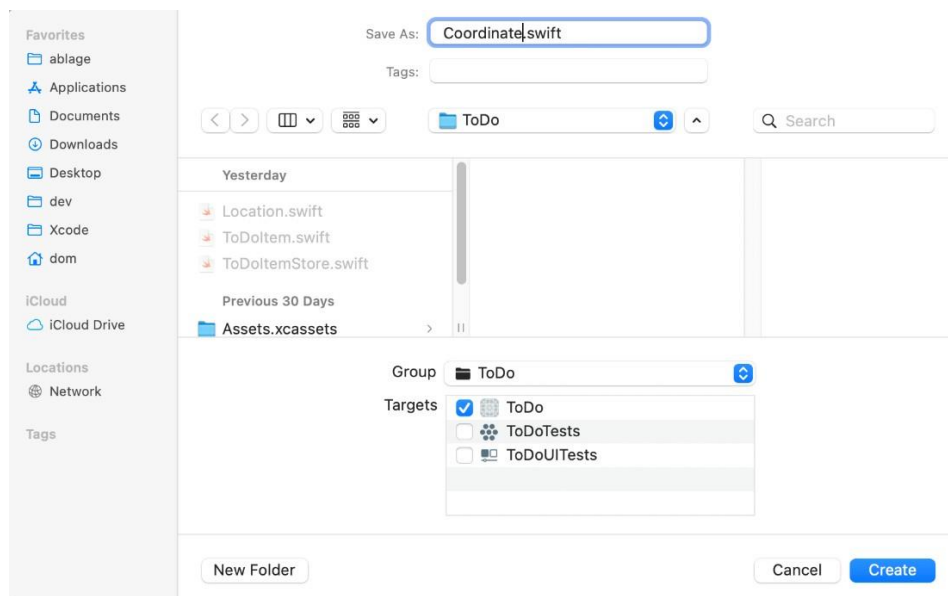 Favorites
ablage
Applications
Documents
Downloads
Desktop
dev
Xcode
dom
iCloud
iCloud Drive
Locations
Network
Tags
Save As: Coordinate.swift
Tags:
ToDo
Search
Yesterday
Location.swift
ToDoItem.swift
ToDoItemStore.swift
Previous 30 Days
Assets.xcassets
Group ToDo
Targets ToDo
ToDoTests
ToDoUITests
New Folder Cancel Create